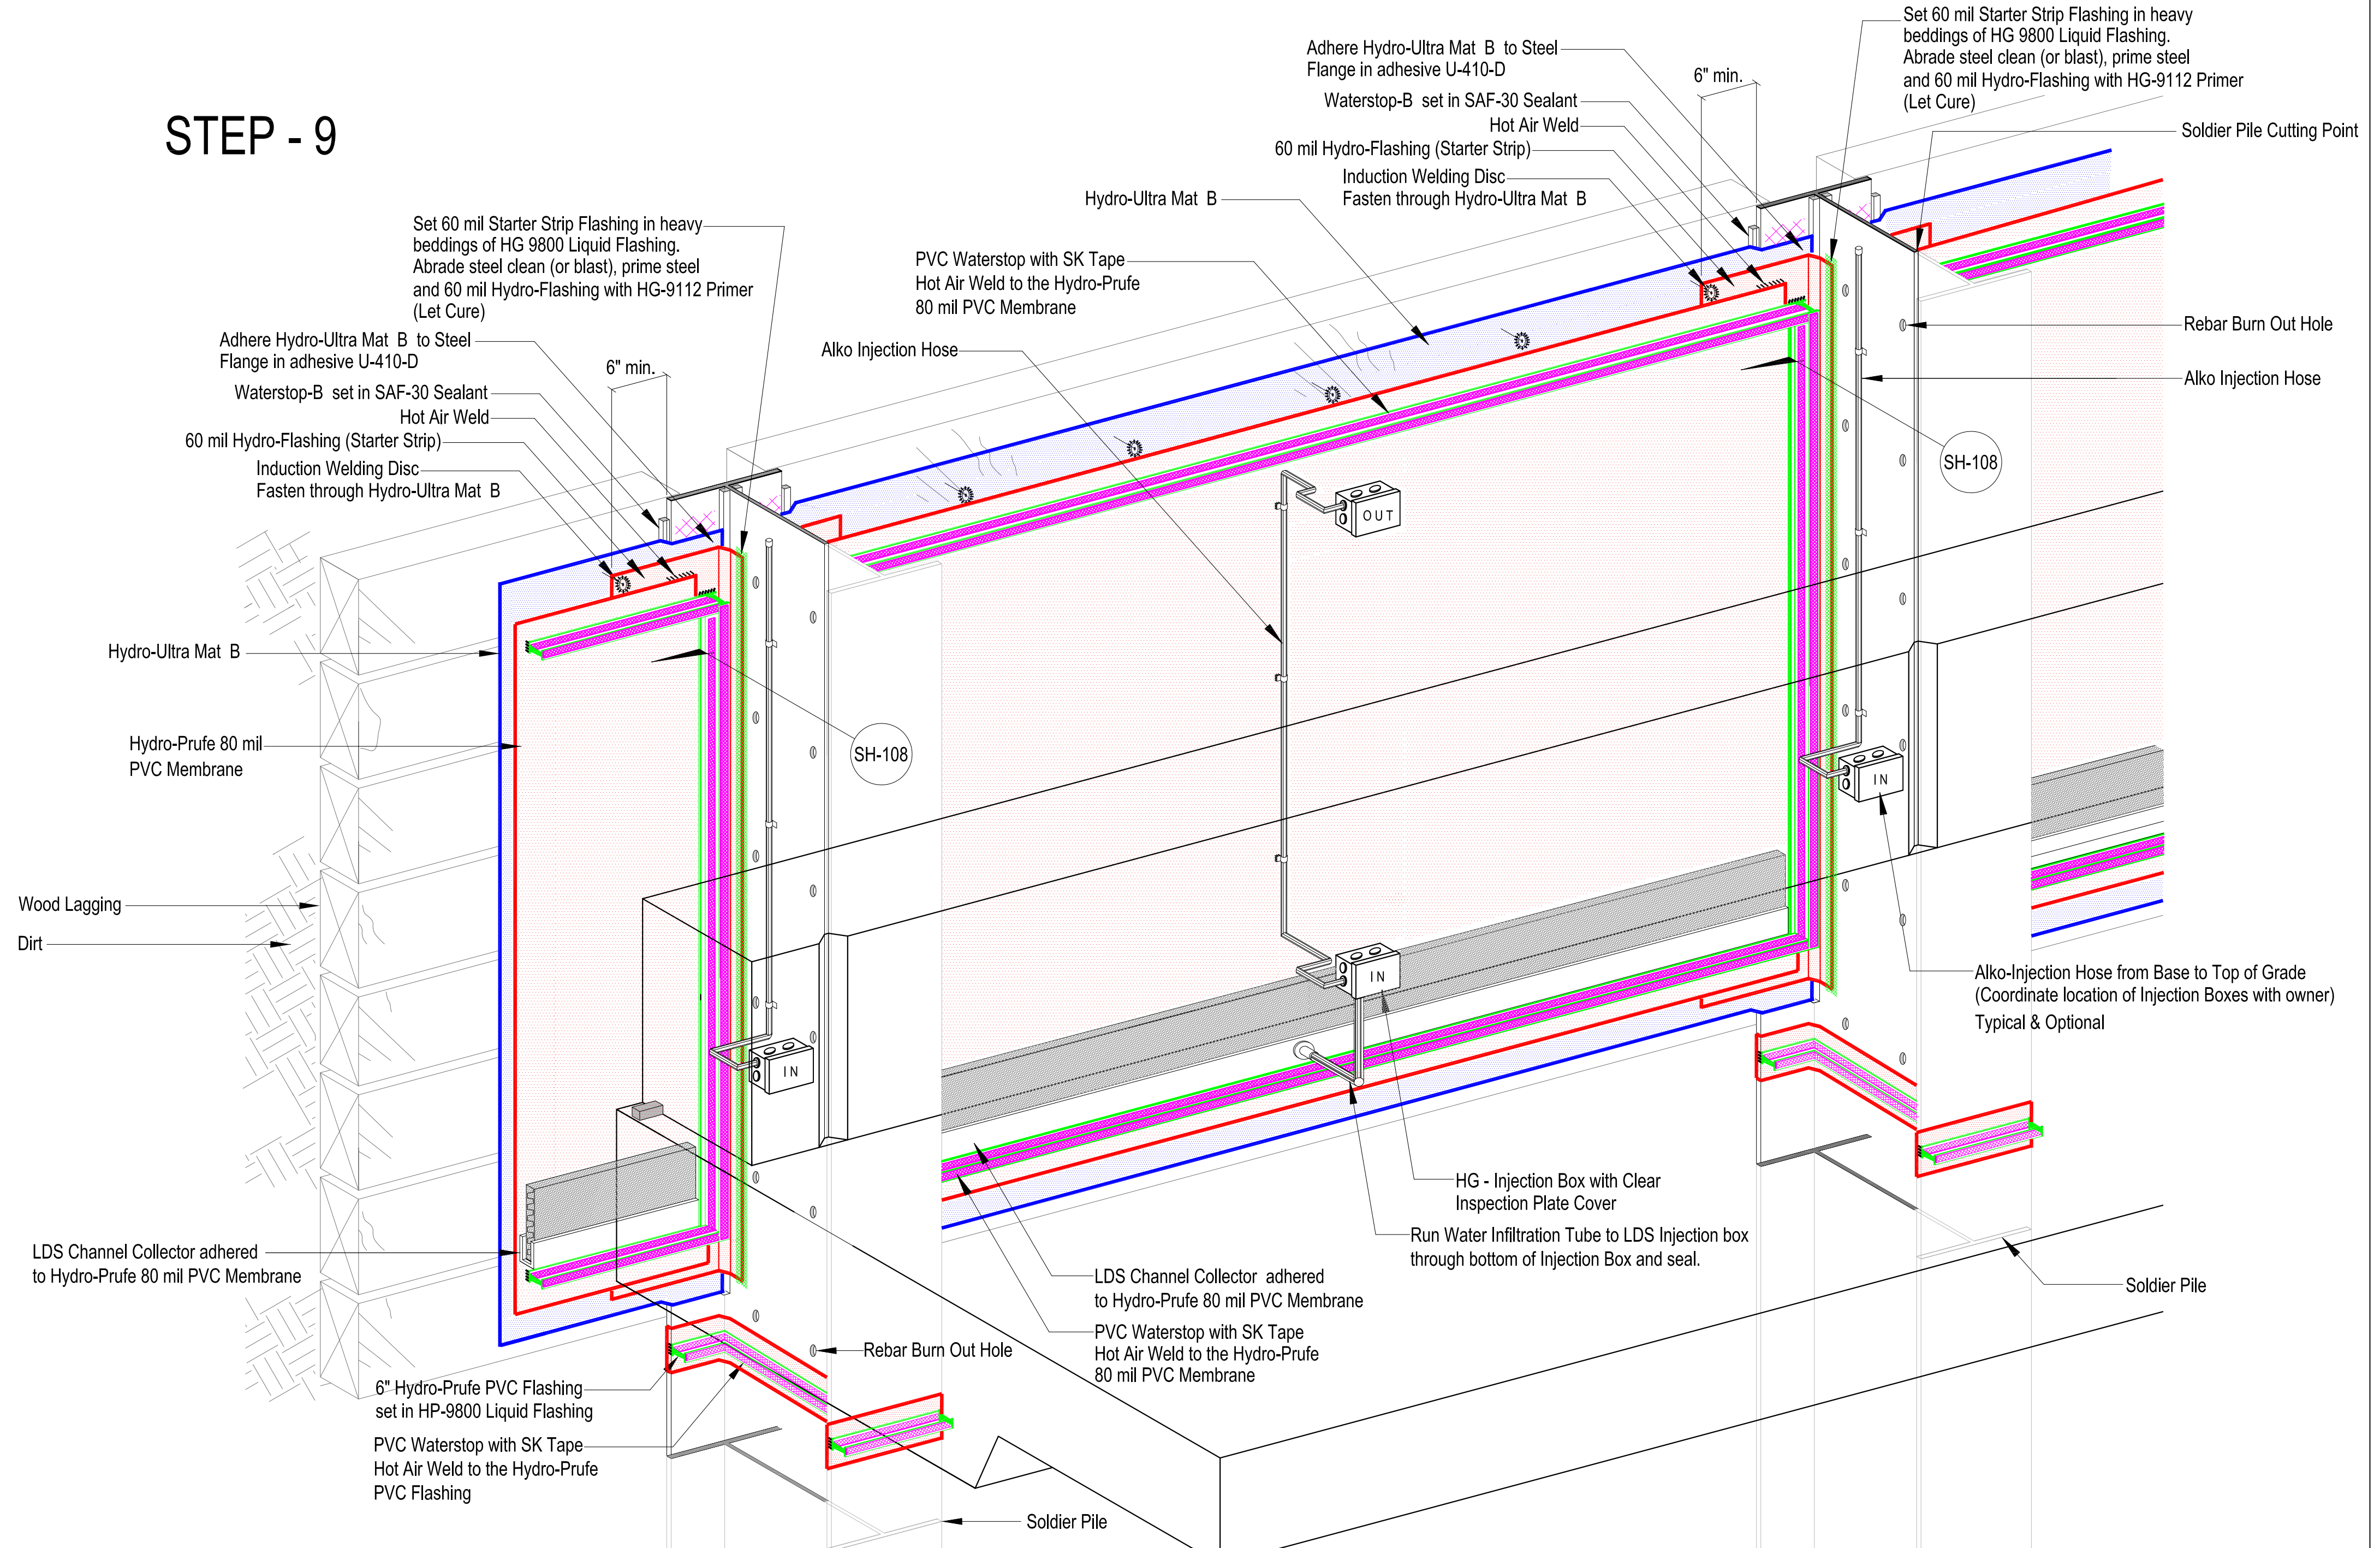 STEP - 9
Set 60 mil Starter Strip Flashing in heavy
beddings of HG 9800 Liquid Flashing.
Abrade steel clean (or blast), prime steel
and 60 mil Hydro-Flashing with HG-9112 Primer
(Let Cure)
Adhere Hydro-Ultra Mat B to Steel
Flange in adhesive U-410-D
6" min.
Waterstop-B set in SAF-30 Sealant
Hot Air Weld
60 mil Hydro-Flashing (Starter Strip)
Induction Welding Disc
Fasten through Hydro-Ultra Mat B
Hydro-Ultra Mat B
Soldier Pile Cutting Point
Set 60 mil Starter Strip Flashing in heavy
beddings of HG 9800 Liquid Flashing.
Abrade steel clean (or blast), prime steel
and 60 mil Hydro-Flashing with HG-9112 Primer
(Let Cure)
PVC Waterstop with SK Tape
Hot Air Weld to the Hydro-Prufe
80 mil PVC Membrane
Alko Injection Hose
Rebar Burn Out Hole
Alko Injection Hose
Adhere Hydro-Ultra Mat B to Steel
Flange in adhesive U-410-D
6" min.
Waterstop-B set in SAF-30 Sealant
Hot Air Weld
60 mil Hydro-Flashing (Starter Strip)
Induction Welding Disc
Fasten through Hydro-Ultra Mat B
SH-108
OUT
Hydro-Ultra Mat B
Hydro-Prufe 80 mil
PVC Membrane
SH-108
IN
Wood Lagging
Dirt
IN
Alko-Injection Hose from Base to Top of Grade
(Coordinate location of Injection Boxes with owner)
Typical & Optional
IN
HG - Injection Box with Clear
Inspection Plate Cover
Run Water Infiltration Tube to LDS Injection box
through bottom of Injection Box and seal.
LDS Channel Collector adhered
to Hydro-Prufe 80 mil PVC Membrane
LDS Channel Collector adhered
to Hydro-Prufe 80 mil PVC Membrane
Soldier Pile
PVC Waterstop with SK Tape
Hot Air Weld to the Hydro-Prufe
80 mil PVC Membrane
Rebar Burn Out Hole
6" Hydro-Prufe PVC Flashing
set in HP-9800 Liquid Flashing
PVC Waterstop with SK Tape
Hot Air Weld to the Hydro-Prufe
PVC Flashing
Soldier Pile